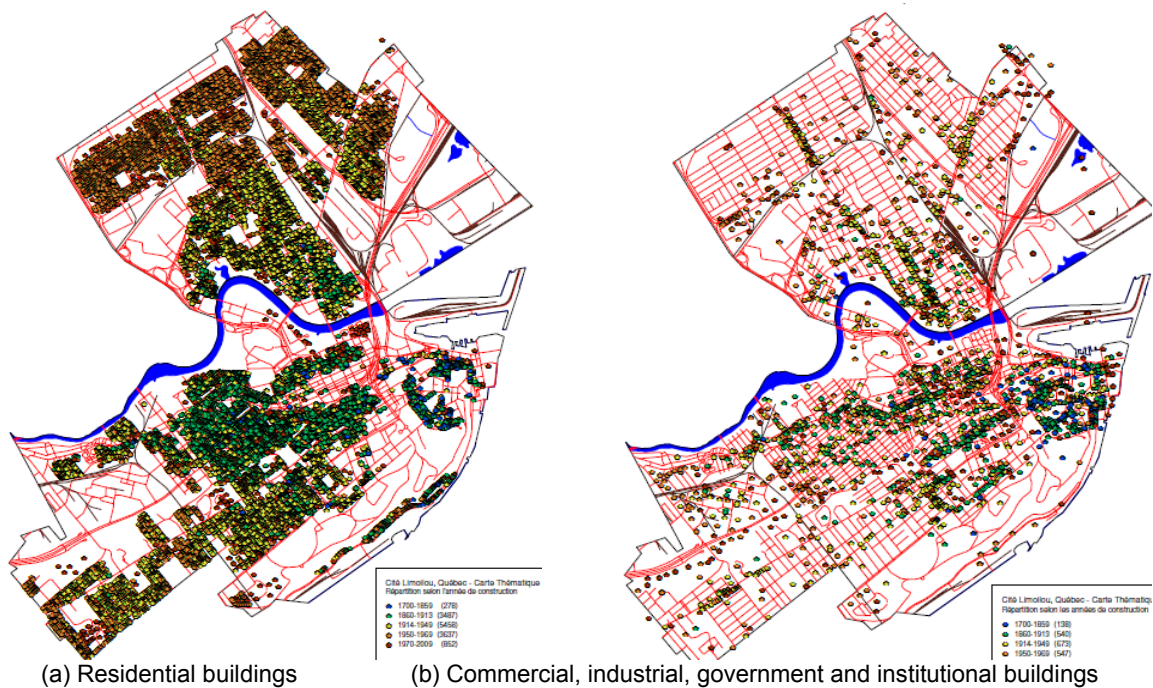 Cité Limoilou, Québec - Carte Thématique
Répartition selon l'année de construction
1700-1859 (278)
1860-1913 (3487)
1914-1949 (5458)
1950-1969 (3637)
1970-2009 (852)
Cité Limoilou, Québec - Carte Thém
Répartition selon les années de construction
1700-1859 (138)
1860-1913 (540)
1914-1949 (673)
1950-1969 (547)
(a) Residential buildings
(b) Commercial, industrial, government and institutional buildings